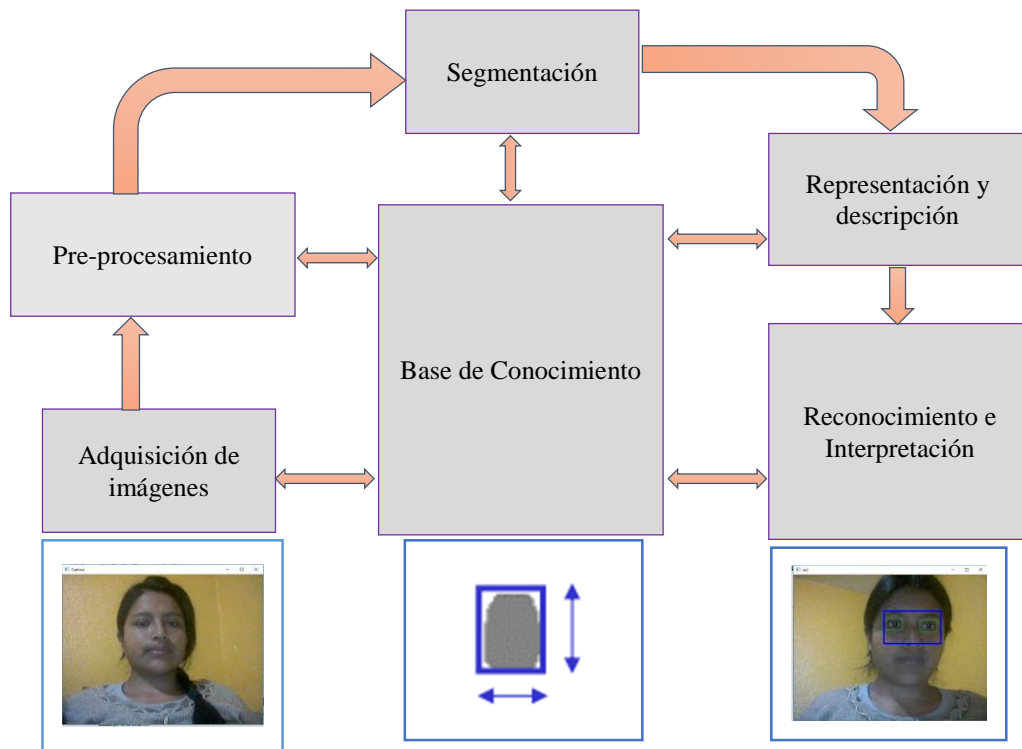 Segmentación
Representación y
descripción
Pre-procesamiento
Base de Conocimiento
Reconocimiento e
Interpretación
Adquisición de
imágenes